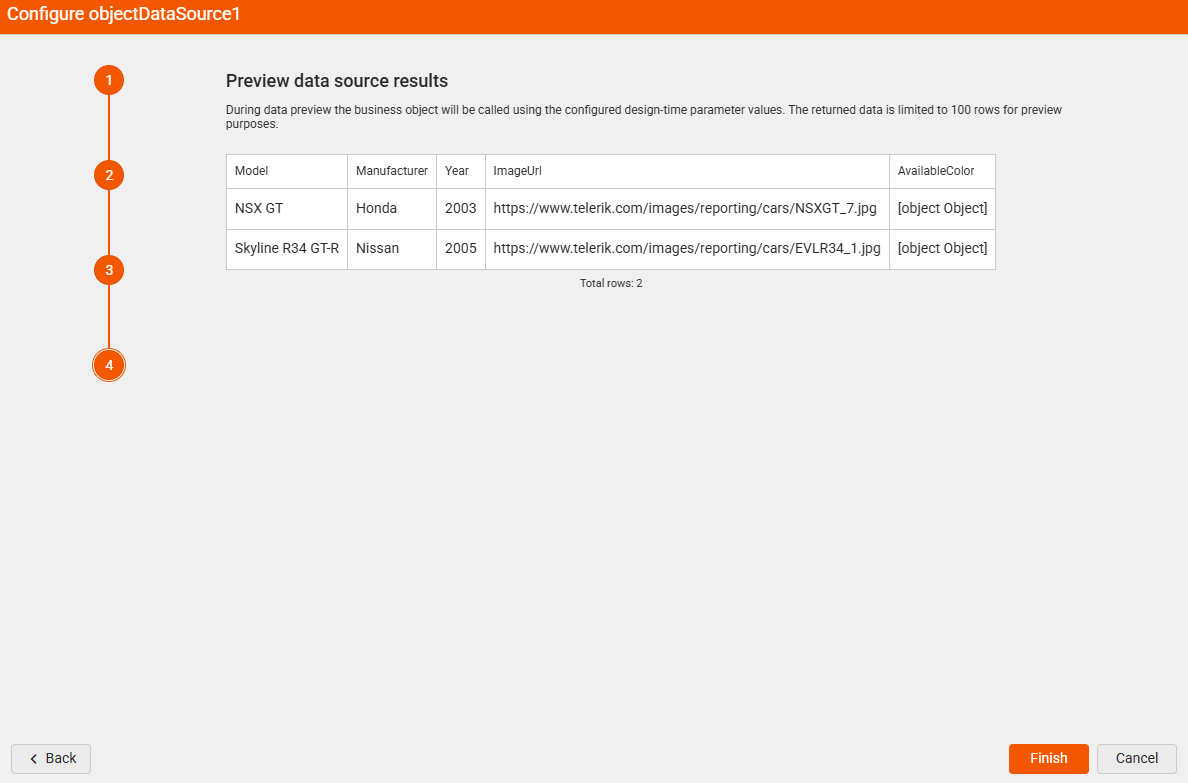 Configure objectDataSource1
1
Preview data source results
During data preview the business object will be called using the configured design-time parameter values. The returned data is limited to 100 rows for preview
purposes.
Model Manufacturer Year ImageUrl AvailableColor
2
NSX GT Honda 2003 https://www.telerik.com/images/reporting/cars/NSXGT_7.jpg [object Object]
Skyline R34 GT-R Nissan 2005 https://www.telerik.com/images/reporting/cars/EVLR34_1.jpg [object Object]
3
Total rows: 2
4
Back Finish Cancel